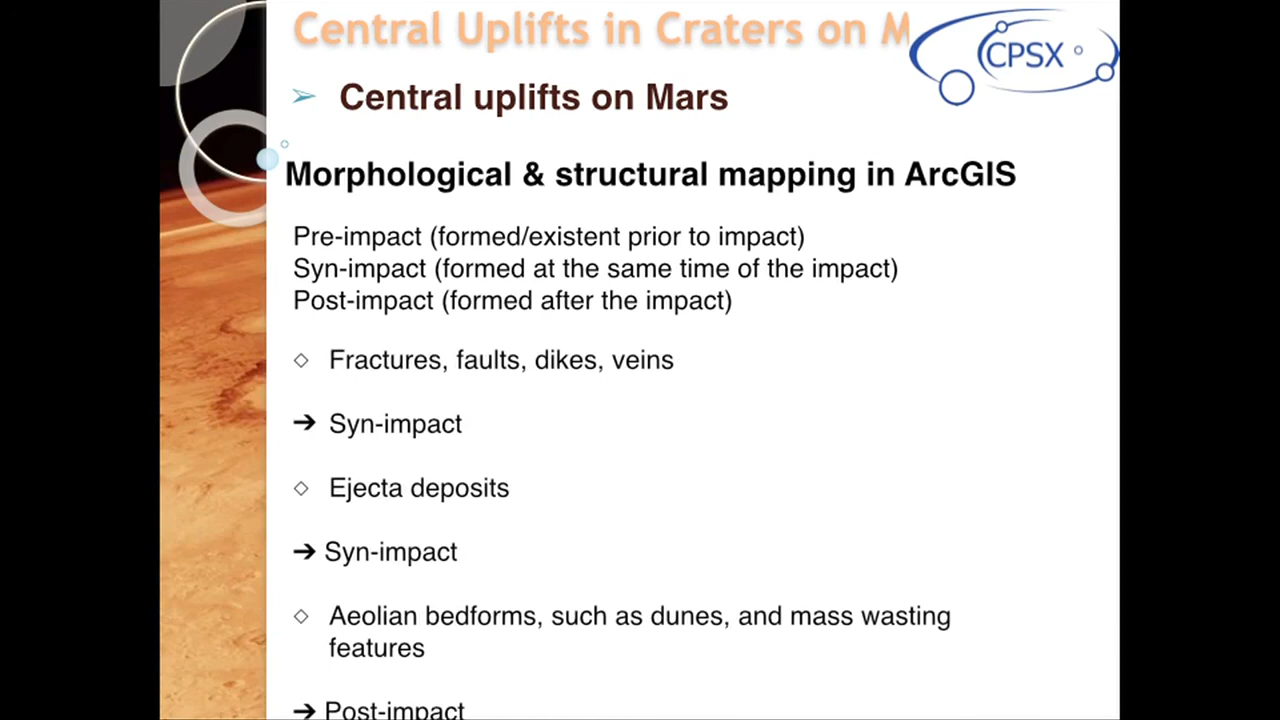 Central Uplifts in Craters on M
CPSX
➢ Central uplifts on Mars
Morphological & structural mapping in ArcGIS
Pre-impact (formed/existent prior to impact)
Syn-impact (formed at the same time of the impact)
Post-impact (formed after the impact)
◇ Fractures, faults, dikes, veins
➔ Syn-impact
◇ Ejecta deposits
➔ Syn-impact
◇ Aeolian bedforms, such as dunes, and mass wasting
features
➔ Post-impact